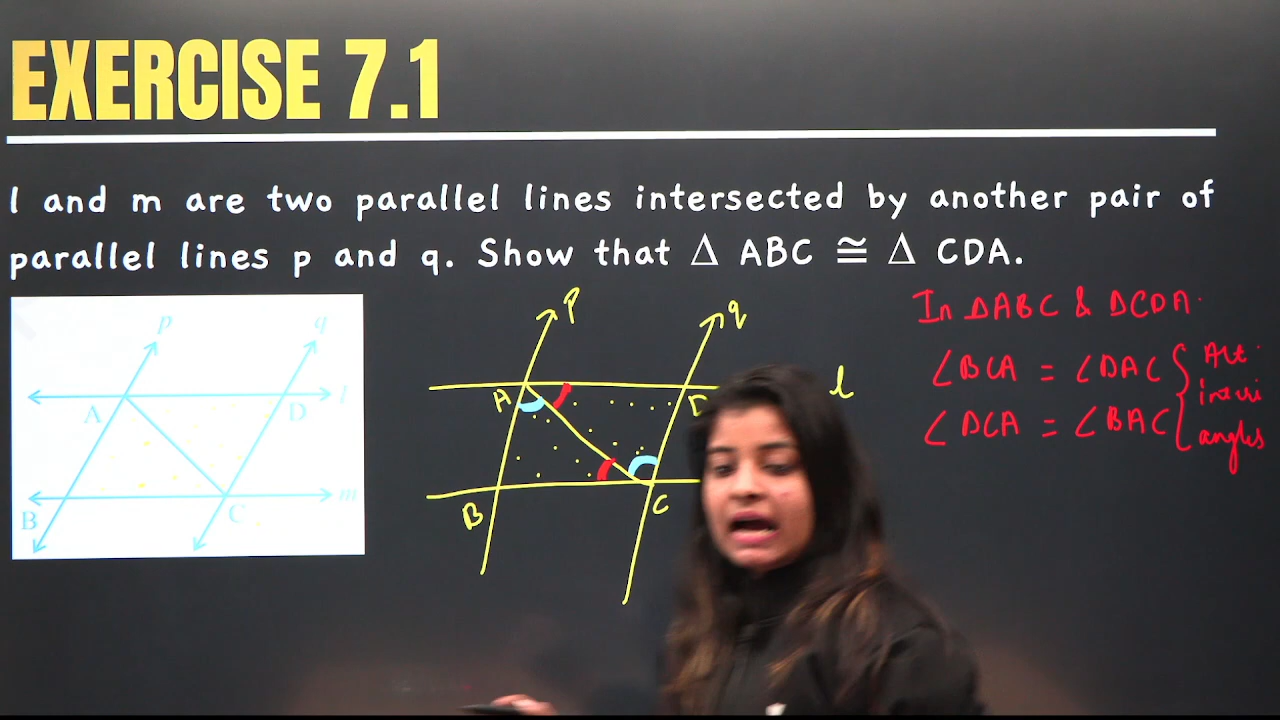 EXERCISE 7.1
l and m are two parallel lines intersected by another pair of
parallel lines p and q. Show that Δ ABC ≅ Δ CDA.
p
q
A
D
l
B
C
m
P
q
A
D
l
B
C
In ΔABC & ΔCDA
∠BCA = ∠DAC
∠DCA = ∠BAC
Alt.
angles